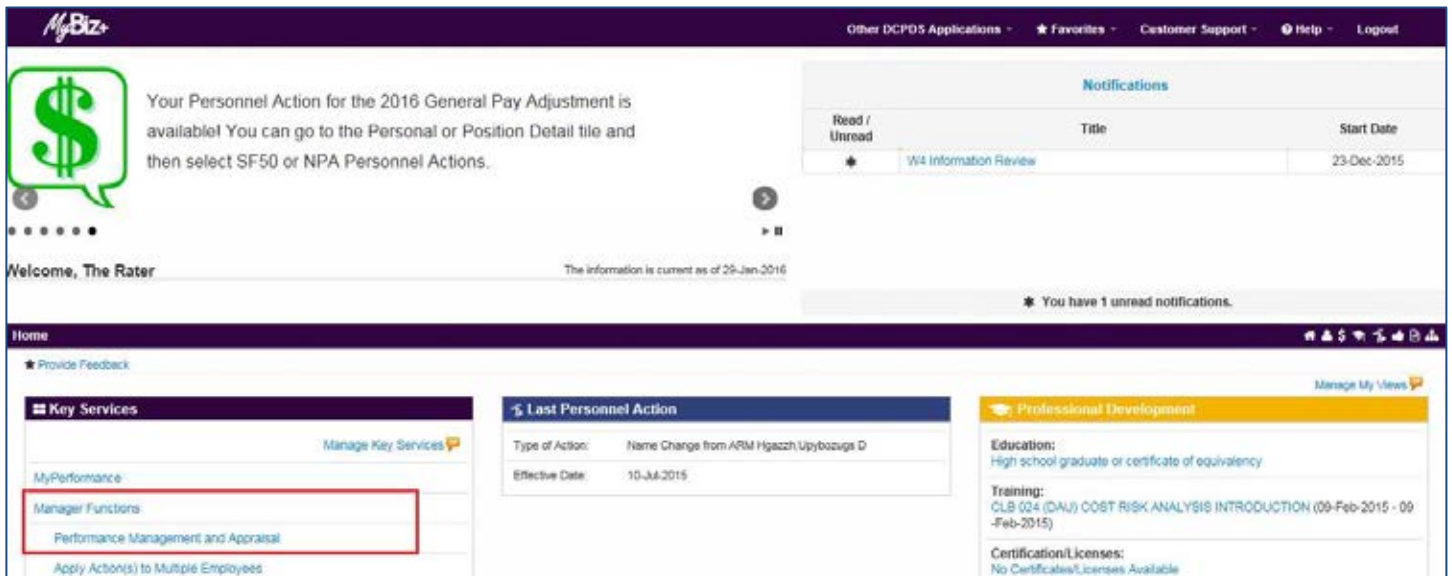 MyBiz+
Other DCPDS Applications
Favorites
Customer Support
Help
Logout
Your Personnel Action for the 2016 General Pay Adjustment is
available! You can go to the Personal or Position Detail tile and
then select SF50 or NPA Personnel Actions.
Welcome, The Rater
The information is current as of 29-Jan-2016
Notifications
Read / Unread Title Start Date
W4 Information Review 23-Dec-2015
You have 1 unread notifications.
Home
Provide Feedback
Manage My Views
Key Services
Manage Key Services
MyPerformance
Manager Functions
Performance Management and Appraisal
Apply Action(s) to Multiple Employees
Last Personnel Action
Type of Action: Name Change from ARM Hgazzh,Upybozugs D
Effective Date: 10-Jul-2015
Professional Development
Education:
High school graduate or certificate of equivalency
Training:
CLB 024 (DAU) COST RISK ANALYSIS INTRODUCTION (09-Feb-2015 - 09
-Feb-2015)
Certification/Licenses:
No Certificates/Licenses Available